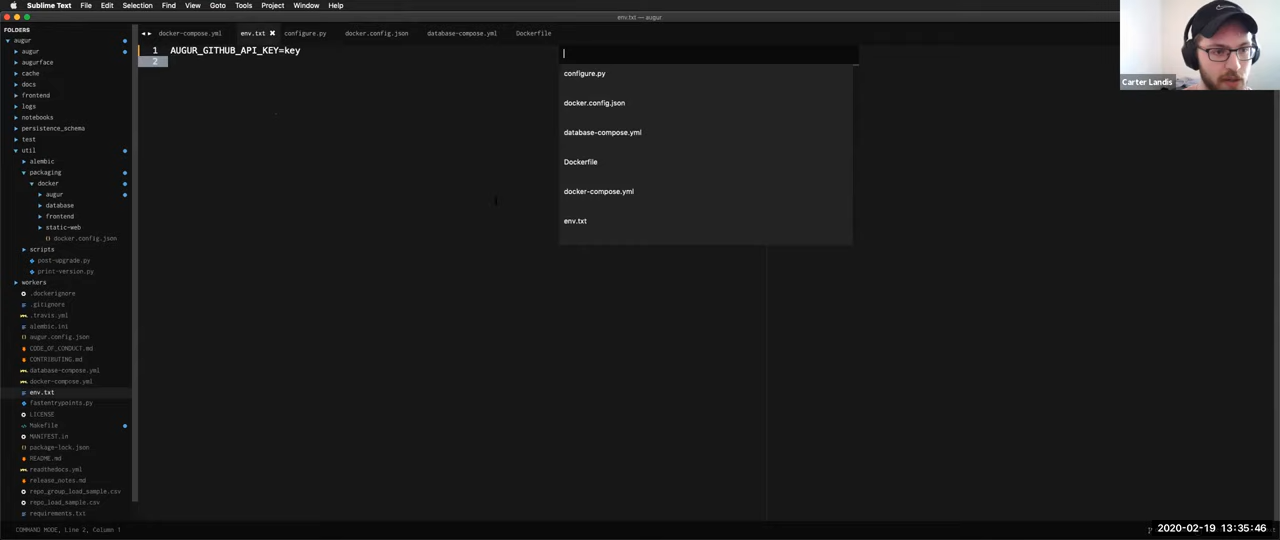 Sublime Text File Edit Selection Find View Goto Tools Project Window Help
env.txt — augur
FOLDERS
augur
augur
augurface
cache
docs
frontend
logs
notebooks
persistence_schema
test
util
alembic
packaging
docker
augur
database
frontend
static-web
docker.config.json
scripts
post-upgrade.py
print-version.py
workers
.dockerignore
.gitignore
.travis.yml
alembic.ini
augur.config.json
CODE_OF_CONDUCT.md
CONTRIBUTING.md
database-compose.yml
docker-compose.yml
env.txt
fastentrypoints.py
LICENSE
Makefile
MANIFEST.in
package-lock.json
README.md
readthedocs.yml
release_notes.md
repo_group_load_sample.csv
repo_load_sample.csv
requirements.txt
docker-compose.yml env.txt configure.py docker.config.json database-compose.yml Dockerfile
1 AUGUR_GITHUB_API_KEY=key
2
configure.py
docker.config.json
database-compose.yml
Dockerfile
docker-compose.yml
env.txt
Carter Landis
COMMAND MODE, Line 2, Column 1
2020-02-19 13:35:46